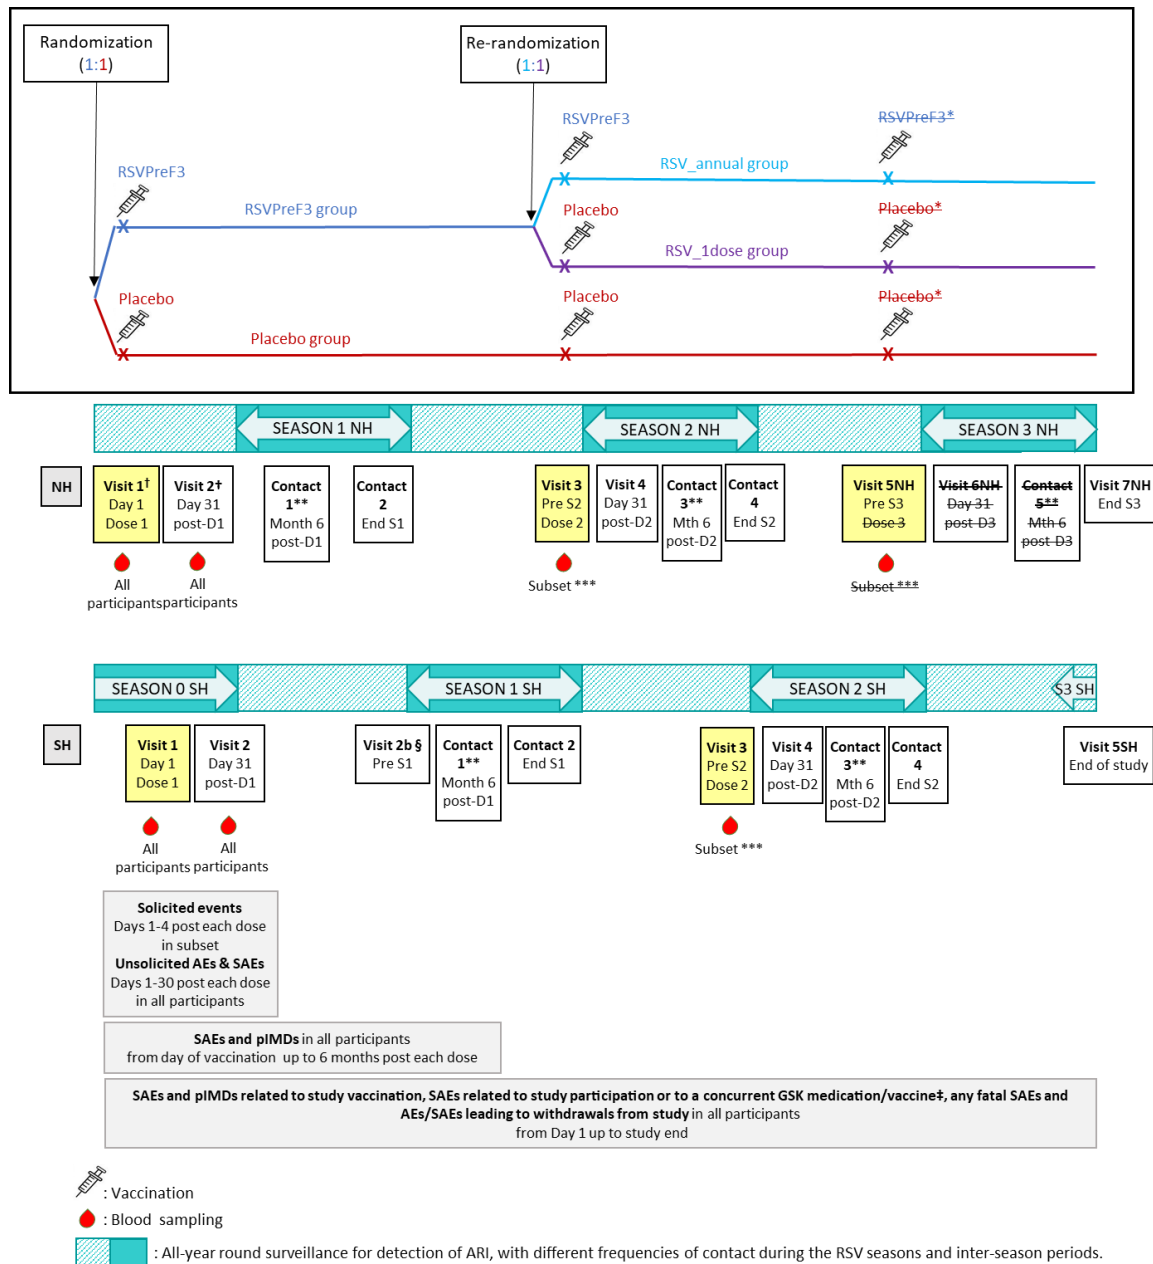 Randomization
(1:1)
Re-randomization
(1:1)
RSVPreF3
RSVPreF3*
RSVPreF3
RSV_annual group
RSVPreF3 group
Placebo
Placebo*
RSV_1dose group
Placebo
Placebo
Placebo*
Placebo group
SEASON 1 NH
SEASON 2 NH
SEASON 3 NH
NH
Visit 1†
Day 1
Dose 1
Visit 2†
Day 31
post-D1
Contact
1**
Month 6
post-D1
Contact
2
End S1
Visit 3
Pre S2
Dose 2
Visit 4
Day 31
post-D2
Contact
3**
Mth 6
post-D2
Contact
4
End S2
Visit 5NH
Pre S3
Dose 3
Visit 6NH
Day 31
post D3
Contact
5**
Mth 6
post D3
Visit 7NH
End S3
All
participants
All
participants
Subset ***
Subset ***
SEASON 0 SH
SEASON 1 SH
SEASON 2 SH
S3 SH
SH
Visit 1
Day 1
Dose 1
Visit 2
Day 31
post-D1
Visit 2b §
Pre S1
Contact
1**
Month 6
post-D1
Contact 2
End S1
Visit 3
Pre S2
Dose 2
Visit 4
Day 31
post-D2
Contact
3**
Mth 6
post-D2
Contact
4
End S2
Visit 5SH
End of study
All
participants
All
participants
Subset ***
Solicited events
Days 1-4 post each dose
in subset
Unsolicited AEs & SAEs
Days 1-30 post each dose
in all participants
SAEs and pIMDs in all participants
from day of vaccination up to 6 months post each dose
SAEs and pIMDs related to study vaccination, SAEs related to study participation or to a concurrent GSK medication/vaccine‡, any fatal SAEs and
AEs/SAEs leading to withdrawals from study in all participants
from Day 1 up to study end
: Vaccination
: Blood sampling
: All-year round surveillance for detection of ARI, with different frequencies of contact during the RSV seasons and inter-season periods.